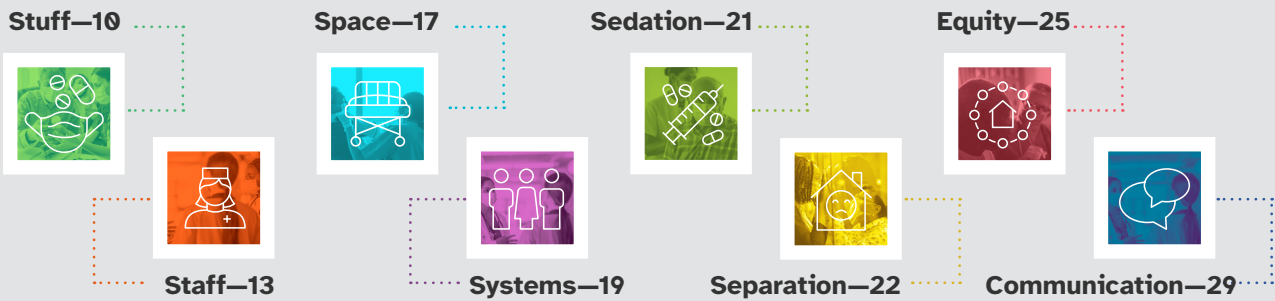 Stuff—10
Space—17
Sedation—21
Equity—25
Staff—13
Systems—19
Separation—22
Communication—29